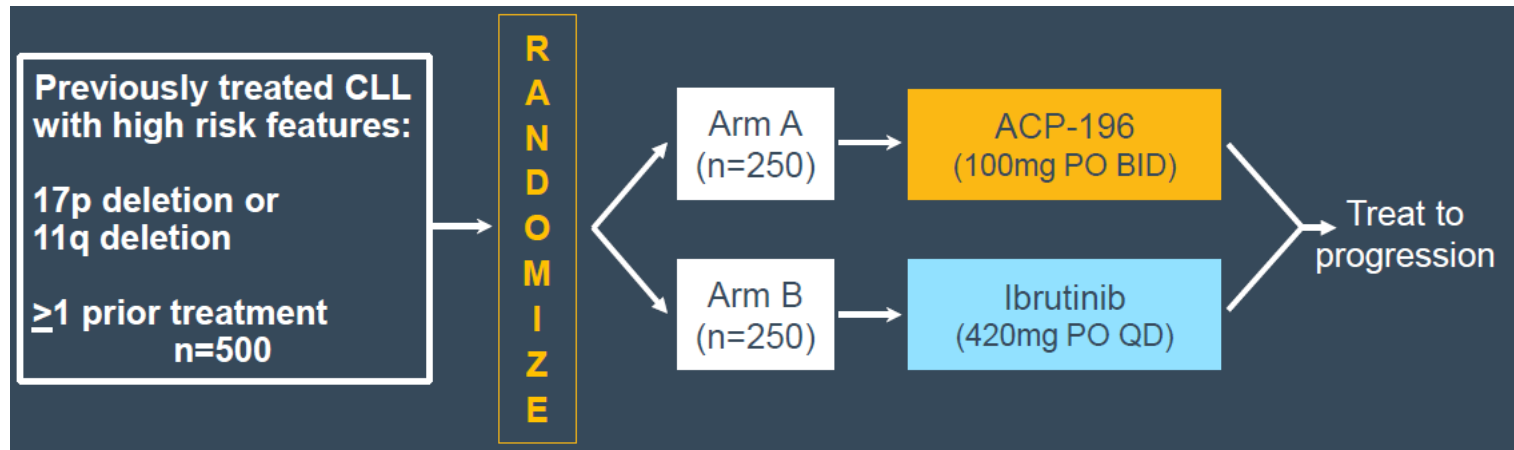 Previously treated CLL
with high risk features:
17p deletion or
11q deletion
≥1 prior treatment
n=500
R
A
N
D
O
M
I
Z
E
Arm A
(n=250)
ACP-196
(100mg PO BID)
Arm B
(n=250)
Ibrutinib
(420mg PO QD)
Treat to
progression